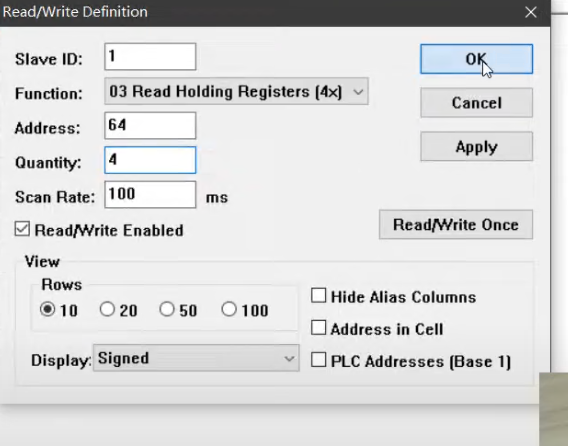 Read/Write Definition
Slave ID: 1
OK
Function: 03 Read Holding Registers (4x)
Cancel
Address: 64
Quantity: 4
Apply
Scan Rate: 100 ms
Read/Write Enabled
Read/Write Once
View
Rows
10 20 50 100
Hide Alias Columns
Address in Cell
Display: Signed
PLC Addresses (Base 1)